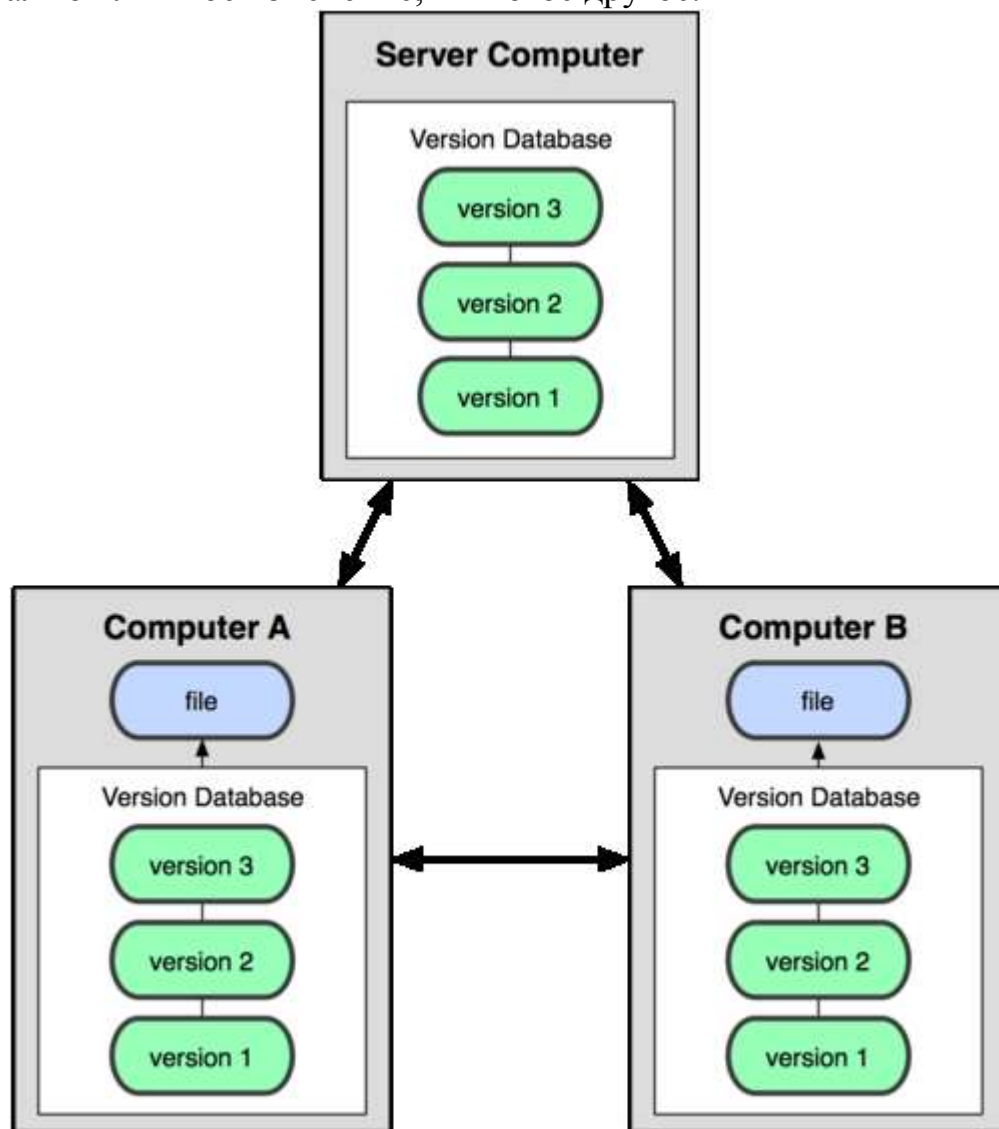 другое.
Server Computer
Version Database
version 3
version 2
version 1
Computer A
file
Version Database
version 3
version 2
version 1
Computer B
file
Version Database
version 3
version 2
version 1